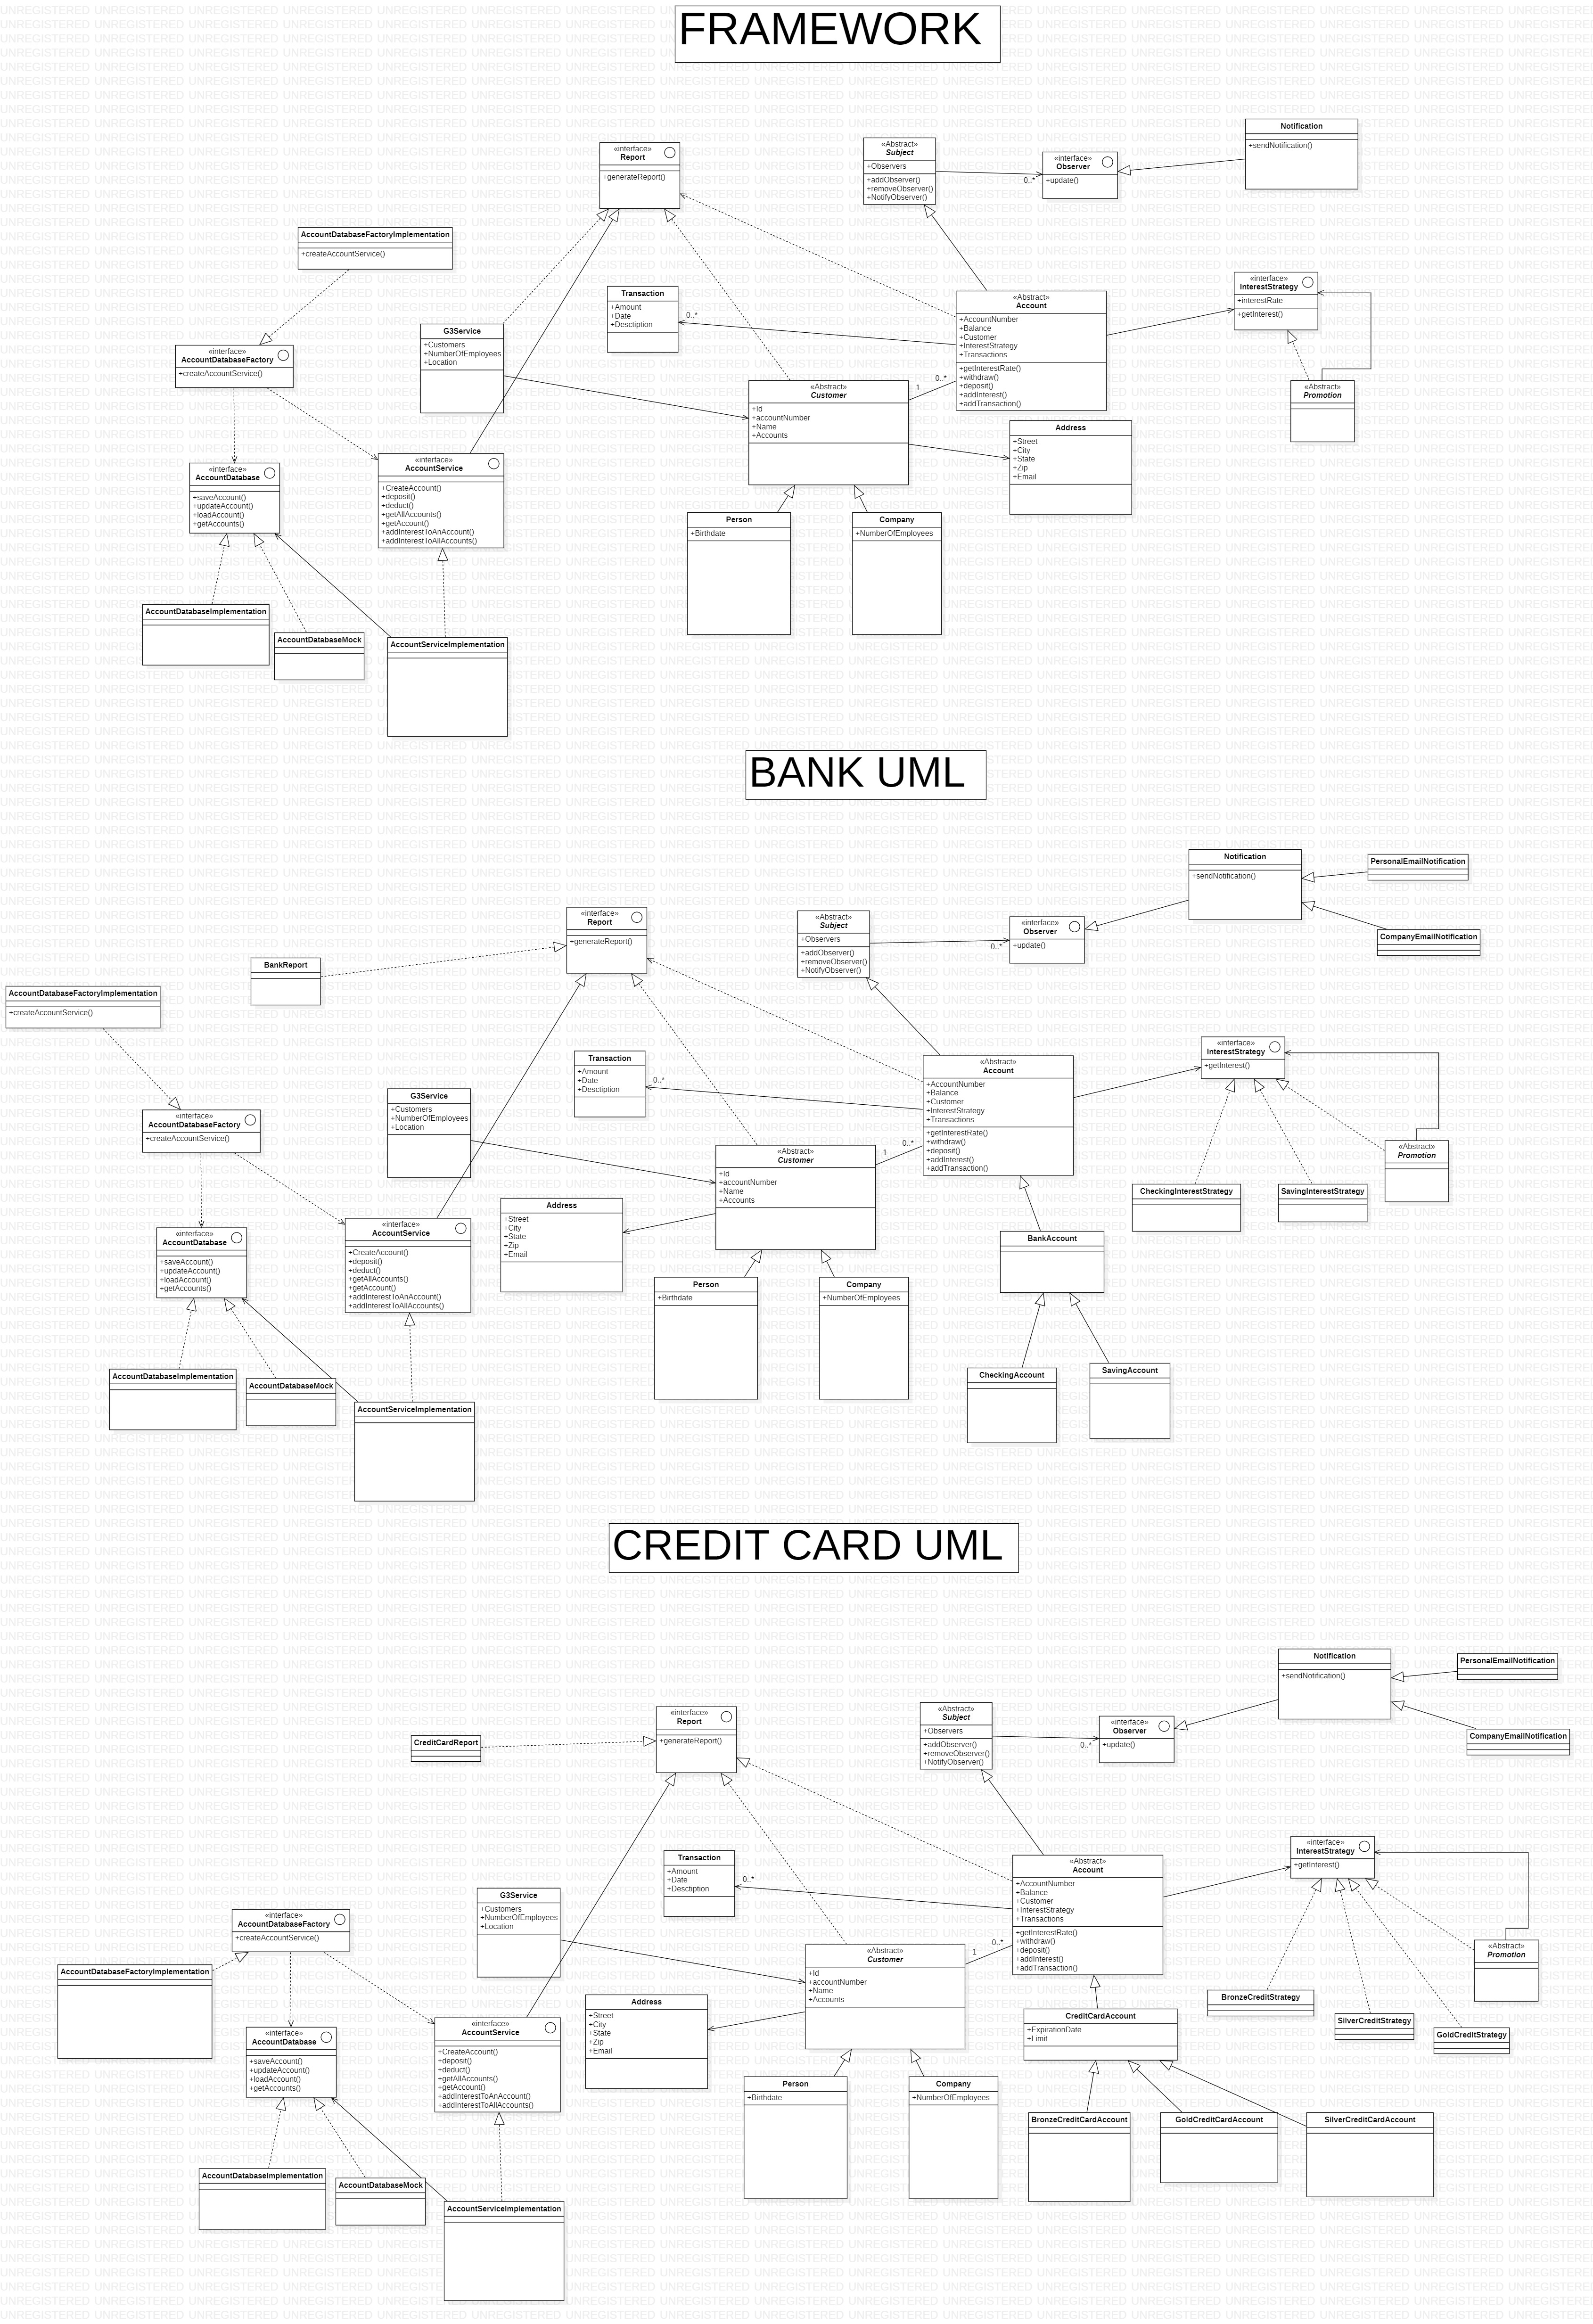 FRAMEWORK
Notification
+sendNotification()
«Abstract»
Subject
+Observers
+addObserver()
+removeObserver()
+NotifyObserver()
«interface»
Observer
+update()
0..*
«interface»
Report
+generateReport()
AccountDatabaseFactoryImplementation
+createAccountService()
«interface»
InterestStrategy
+interestRate
+getInterest()
Transaction
+Amount
+Date
+Desctiption
0..*
«Abstract»
Account
+AccountNumber
+Balance
+Customer
+InterestStrategy
+Transactions
+getInterestRate()
+withdraw()
+deposit()
+addInterest()
+addTransaction()
G3Service
+Customers
+NumberOfEmployees
+Location
«interface»
AccountDatabaseFactory
+createAccountService()
«Abstract»
Customer
+Id
+accountNumber
+Name
+Accounts
1
0..*
«Abstract»
Promotion
Address
+Street
+City
+State
+Zip
+Email
«interface»
AccountDatabase
+saveAccount()
+updateAccount()
+loadAccount()
+getAccounts()
«interface»
AccountService
+CreateAccount()
+deposit()
+deduct()
+getAllAccounts()
+getAccount()
+addInterestToAnAccount()
+addInterestToAllAccounts()
Person
+Birthdate
Company
+NumberOfEmployees
AccountDatabaseImplementation
AccountDatabaseMock
AccountServiceImplementation
BANK UML
Notification
+sendNotification()
PersonalEmailNotification
CompanyEmailNotification
«interface»
Report
+generateReport()
«Abstract»
Subject
+Observers
+addObserver()
+removeObserver()
+NotifyObserver()
«interface»
Observer
+update()
0..*
BankReport
AccountDatabaseFactoryImplementation
+createAccountService()
«interface»
InterestStrategy
+getInterest()
Transaction
+Amount
+Date
+Desctiption
0..*
«Abstract»
Account
+AccountNumber
+Balance
+Customer
+InterestStrategy
+Transactions
+getInterestRate()
+withdraw()
+deposit()
+addInterest()
+addTransaction()
G3Service
+Customers
+NumberOfEmployees
+Location
«interface»
AccountDatabaseFactory
+createAccountService()
«Abstract»
Customer
+Id
+accountNumber
+Name
+Accounts
1
0..*
«Abstract»
Promotion
CheckingInterestStrategy
SavingInterestStrategy
Address
+Street
+City
+State
+Zip
+Email
«interface»
AccountDatabase
+saveAccount()
+updateAccount()
+loadAccount()
+getAccounts()
«interface»
AccountService
+CreateAccount()
+deposit()
+deduct()
+getAllAccounts()
+getAccount()
+addInterestToAnAccount()
+addInterestToAllAccounts()
BankAccount
Person
+Birthdate
Company
+NumberOfEmployees
CheckingAccount
SavingAccount
AccountDatabaseImplementation
AccountDatabaseMock
AccountServiceImplementation
CREDIT CARD UML
Notification
+sendNotification()
PersonalEmailNotification
CompanyEmailNotification
«interface»
Report
+generateReport()
«Abstract»
Subject
+Observers
+addObserver()
+removeObserver()
+NotifyObserver()
«interface»
Observer
+update()
0..*
CreditCardReport
«interface»
InterestStrategy
+getInterest()
Transaction
+Amount
+Date
+Desctiption
0..*
«Abstract»
Account
+AccountNumber
+Balance
+Customer
+InterestStrategy
+Transactions
+getInterestRate()
+withdraw()
+deposit()
+addInterest()
+addTransaction()
G3Service
+Customers
+NumberOfEmployees
+Location
«interface»
AccountDatabaseFactory
+createAccountService()
AccountDatabaseFactoryImplementation
«Abstract»
Customer
+Id
+accountNumber
+Name
+Accounts
1
0..*
«Abstract»
Promotion
BronzeCreditStrategy
SilverCreditStrategy
GoldCreditStrategy
Address
+Street
+City
+State
+Zip
+Email
CreditCardAccount
+ExpirationDate
+Limit
«interface»
AccountDatabase
+saveAccount()
+updateAccount()
+loadAccount()
+getAccounts()
«interface»
AccountService
+CreateAccount()
+deposit()
+deduct()
+getAllAccounts()
+getAccount()
+addInterestToAnAccount()
+addInterestToAllAccounts()
Person
+Birthdate
Company
+NumberOfEmployees
BronzeCreditCardAccount
GoldCreditCardAccount
SilverCreditCardAccount
AccountDatabaseImplementation
AccountDatabaseMock
AccountServiceImplementation